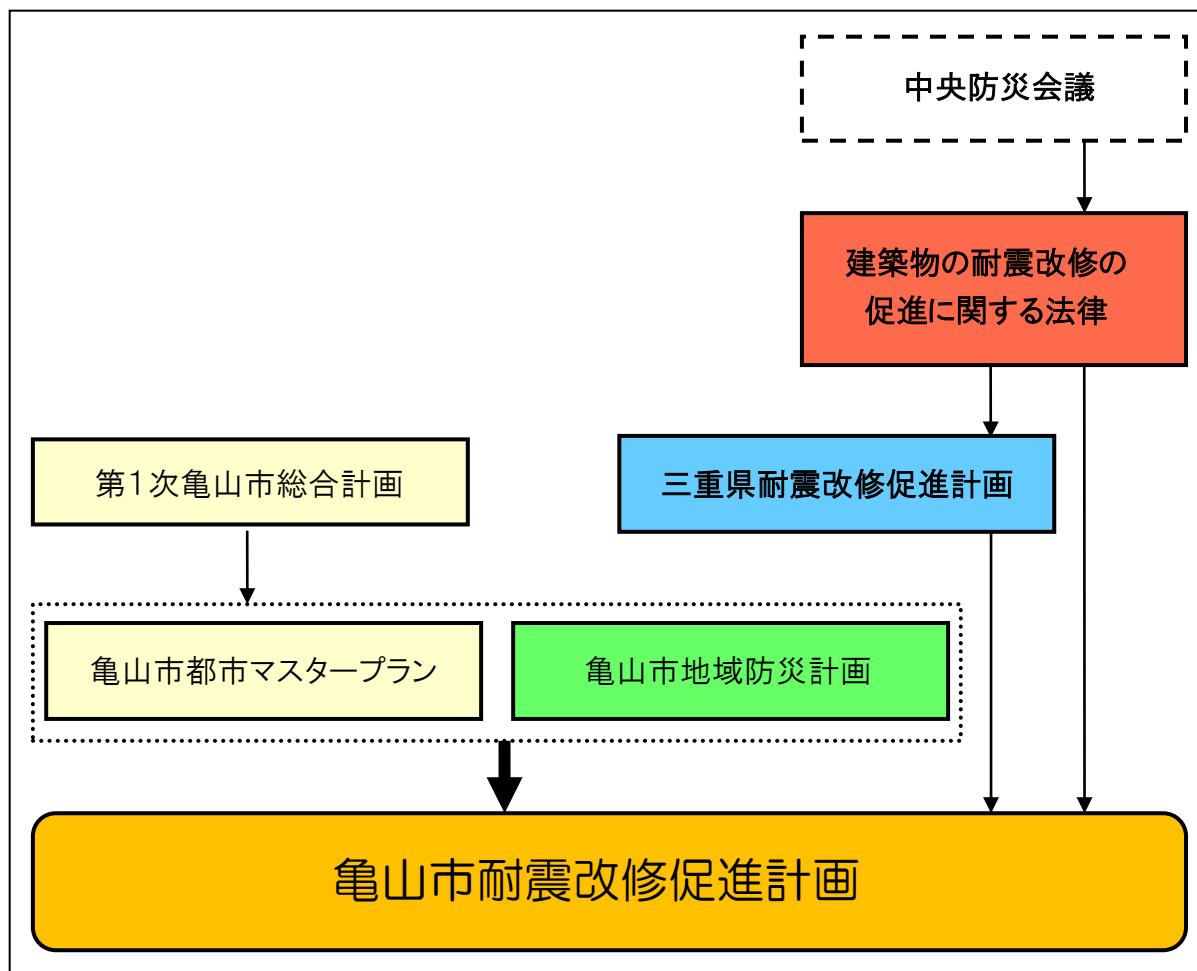 中央防災会議
建築物の耐震改修の
促進に関する法律
第1次亀山市総合計画
三重県耐震改修促進計画
亀山市都市マスタープラン
亀山市地域防災計画
亀山市耐震改修促進計画